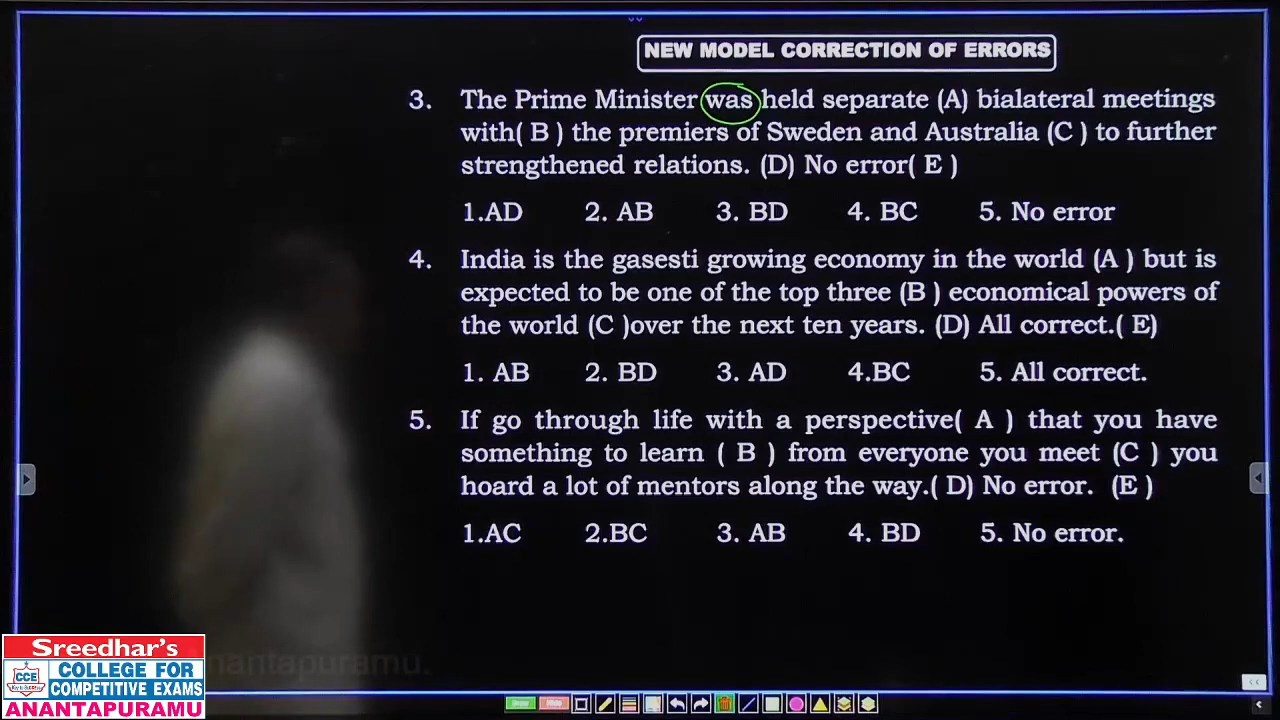 NEW MODEL CORRECTION OF ERRORS
3. The Prime Minister was held separate (A) bialateral meetings
with( B ) the premiers of Sweden and Australia (C ) to further
strengthened relations. (D) No error( E )
1.AD 2. AB 3. BD 4. BC 5. No error
4. India is the gasesti growing economy in the world (A ) but is
expected to be one of the top three (B ) economical powers of
the world (C )over the next ten years. (D) All correct.( E)
1. AB 2. BD 3. AD 4.BC 5. All correct.
5. If go through life with a perspective( A ) that you have
something to learn ( B ) from everyone you meet (C ) you
hoard a lot of mentors along the way.( D) No error. (E )
1.AC 2.BC 3. AB 4. BD 5. No error.
Sreedhar's
CCE
COLLEGE FOR
COMPETITIVE EXAMS
ANANTAPURAMU
nantapuramu.